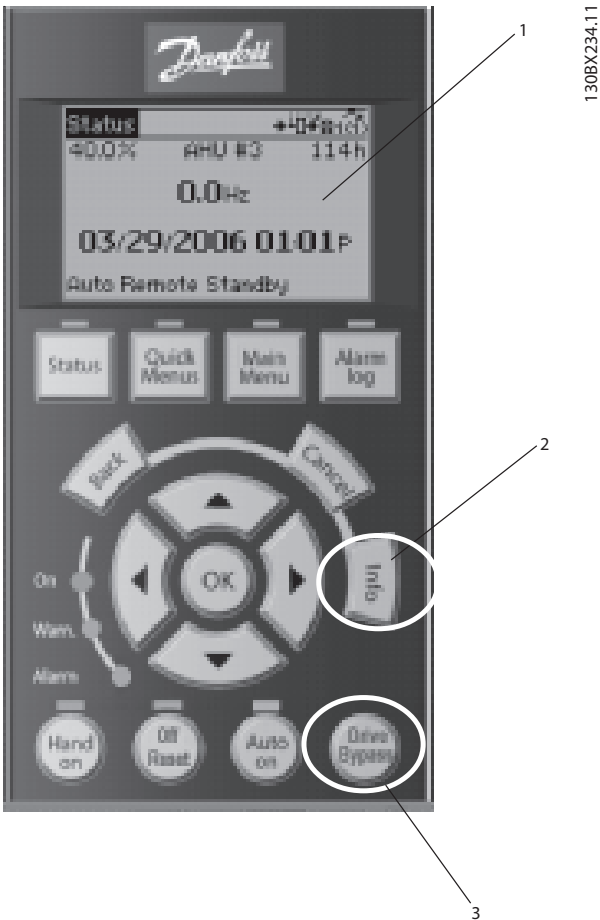 130BX234.11
1
Danfoss
Status
40.0% AHU #3 114h
0.0Hz
03/29/2006 01:01P
Auto Remote Standby
Status
Quick Menus
Main Menu
Alarm log
Back
Cancel
2
Info
OK
On
Warn.
Alarm
Hand on
Off Reset
Auto on
Drive Bypass
3